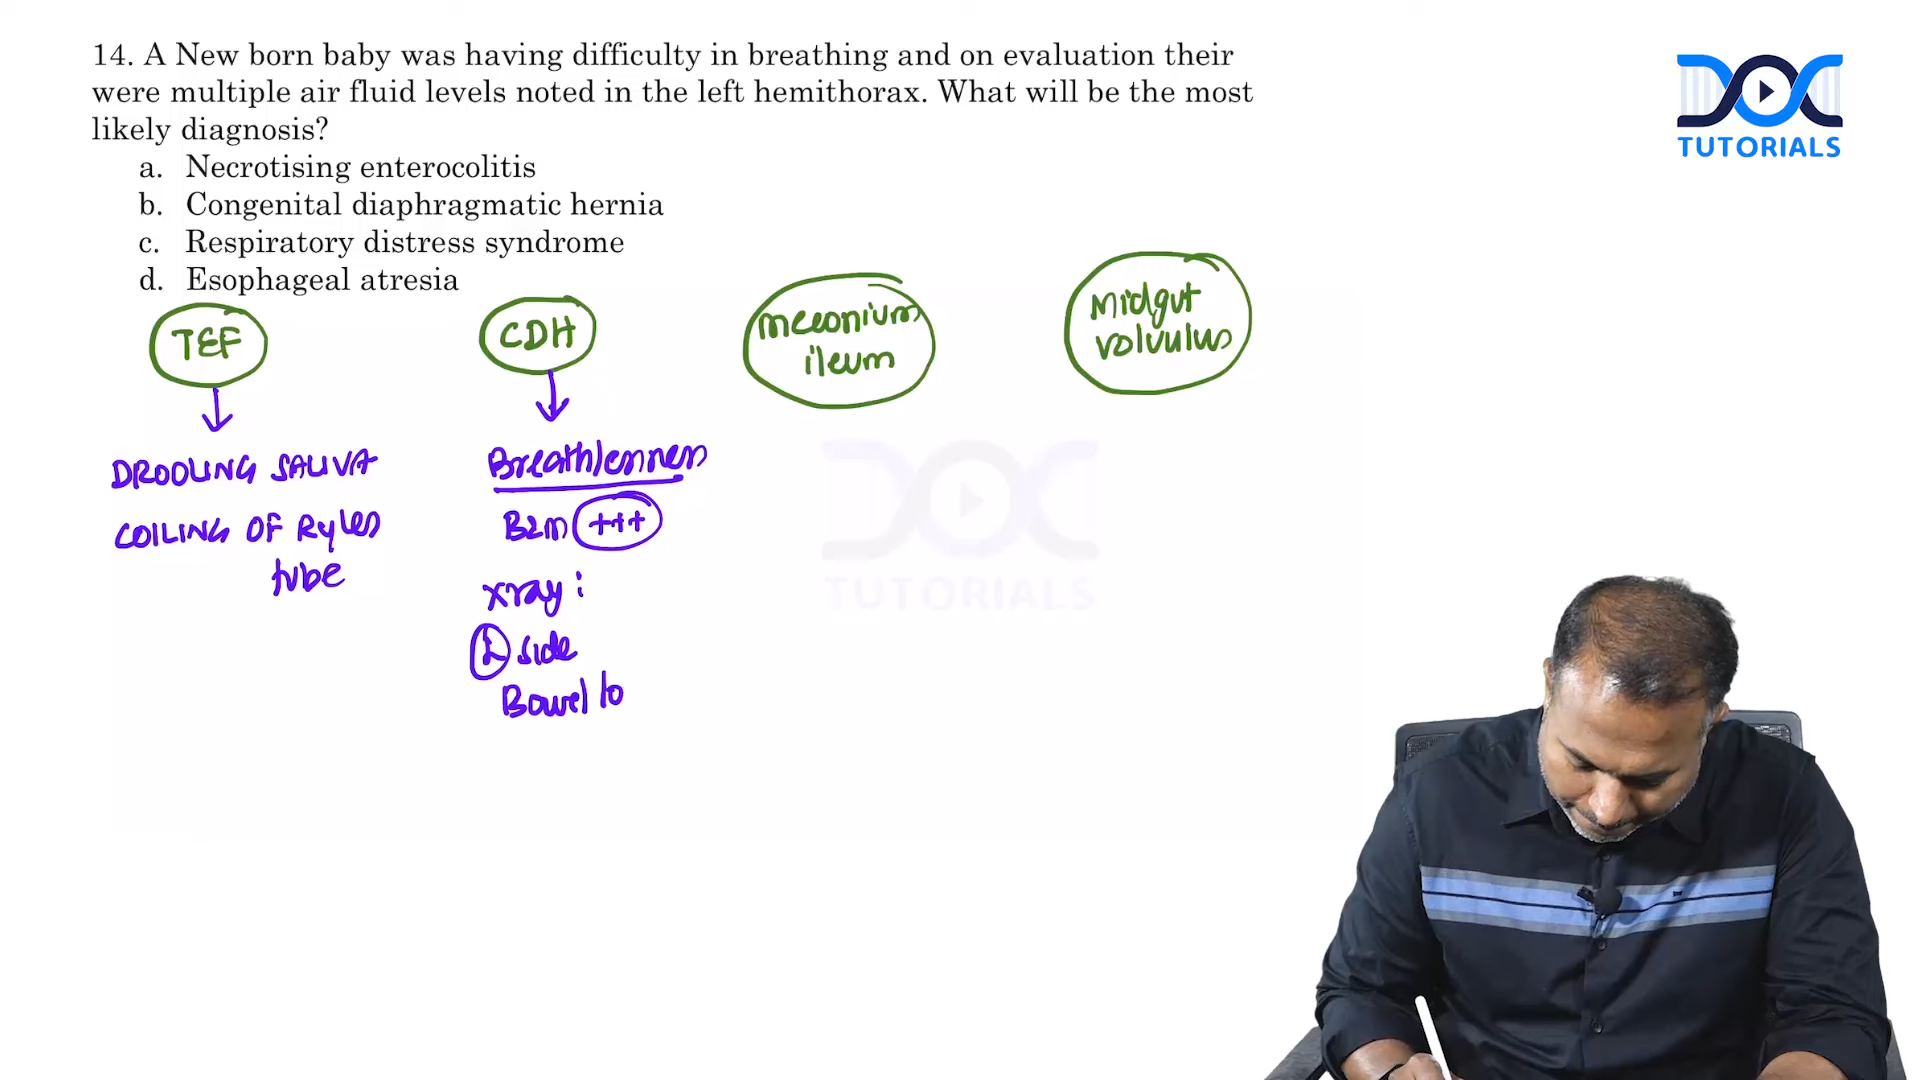 14. A New born baby was having difficulty in breathing and on evaluation their
were multiple air fluid levels noted in the left hemithorax. What will be the most
likely diagnosis?
a. Necrotising enterocolitis
b. Congenital diaphragmatic hernia
c. Respiratory distress syndrome
d. Esophageal atresia
DOC
TUTORIALS
TEF
CDH
meconium
ileum
Midgut
volvulus
DROOLING SALIVA
COILING OF Ryles
tube
Breathlessness
+++
xray :
L side
Bowel lo
DOC
TUTORIALS